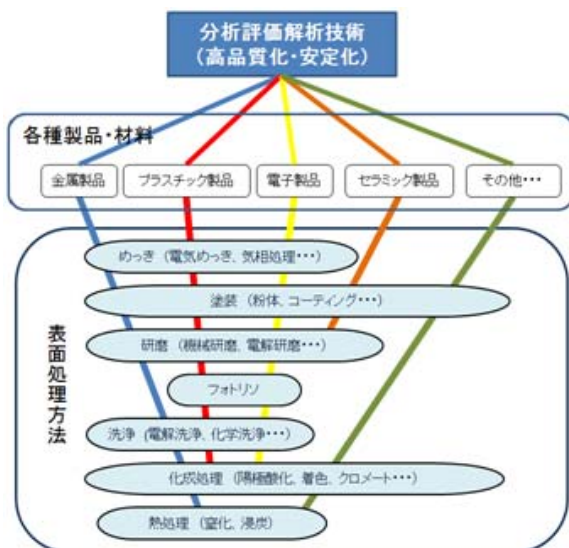 分析評価解析技術
(高品質化・安定化)
各種製品・材料
金属製品
プラスチック製品
電子製品
セラミック製品
その他・・・
表面処理方法
めっき (電気めっき、気相処理・・・)
塗装 (粉体、コーティング・・・)
研磨 (機械研磨、電解研磨・・・)
フォトリソ
洗浄 (電解洗浄、化学洗浄・・・)
化成処理 (陽極酸化、着色、クロメート・・・)
熱処理 (窒化、浸炭)